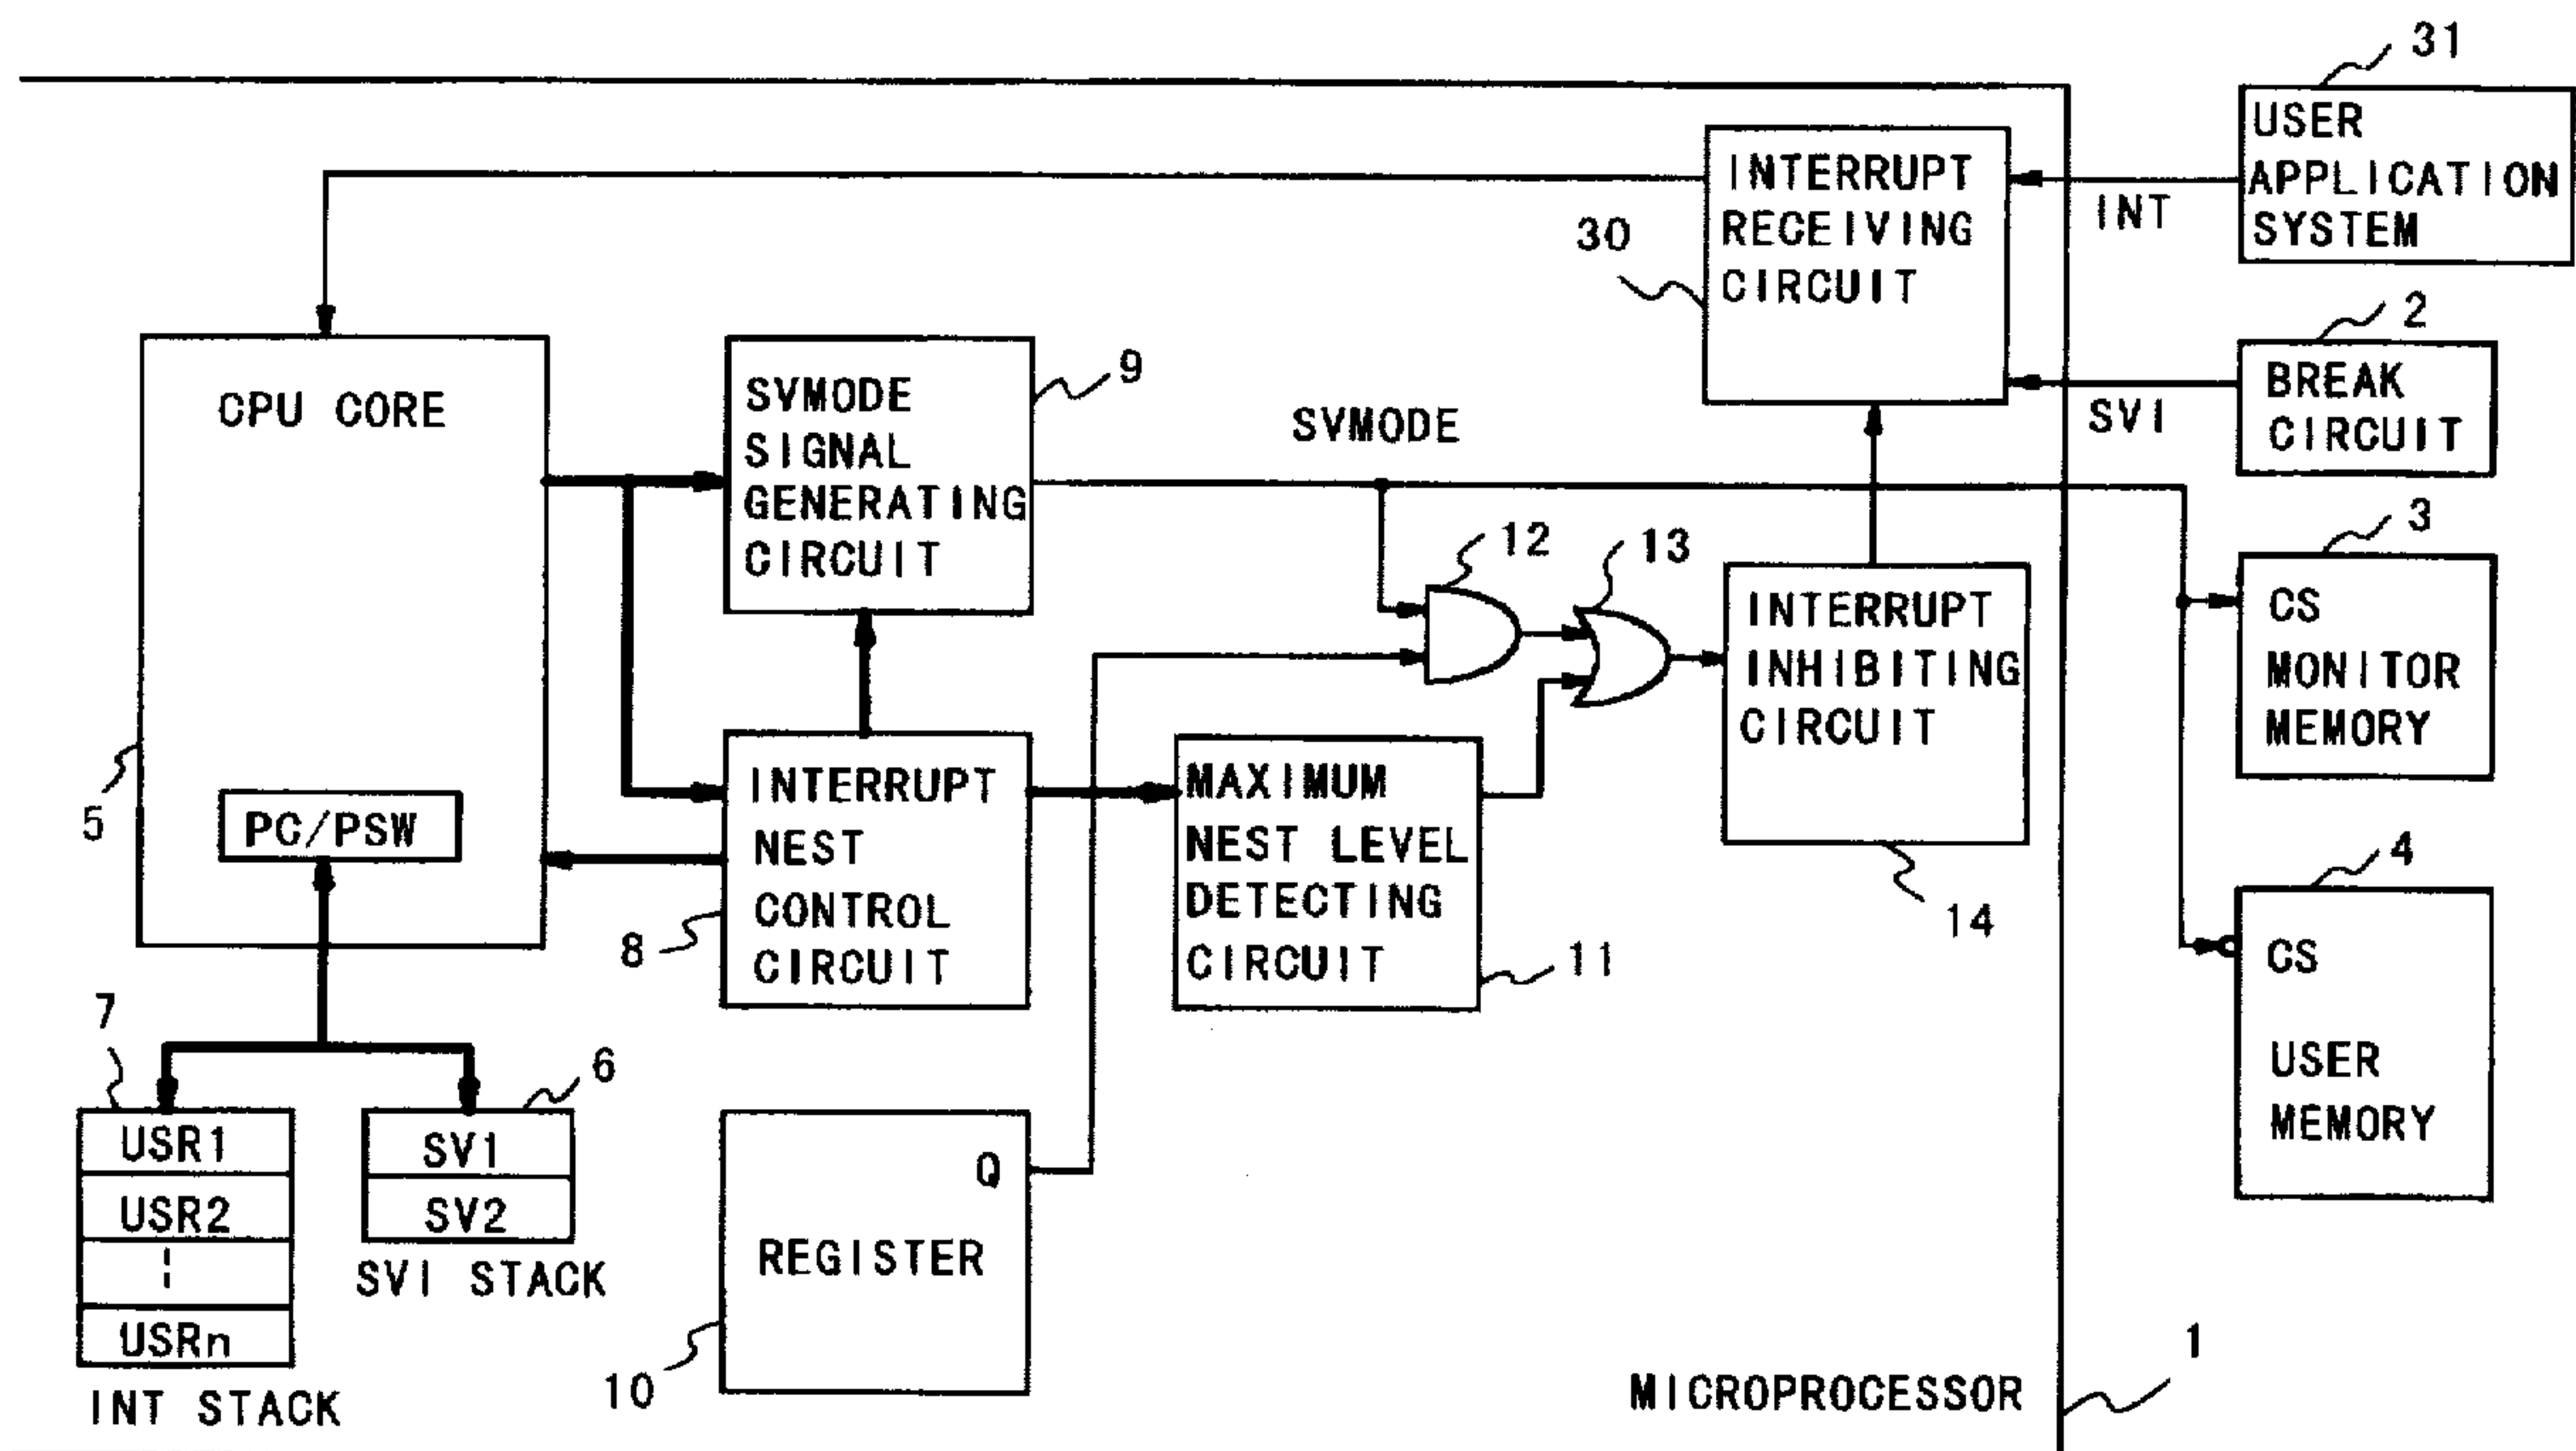 31
USER
APPLICATION
SYSTEM
INTERRUPT
RECEIVING
CIRCUIT
30
INT
2
BREAK
CIRCUIT
SVI
CPU CORE
SVMODE
SIGNAL
GENERATING
CIRCUIT
9
SVMODE
3
CS
MONITOR
MEMORY
12
13
INTERRUPT
INHIBITING
CIRCUIT
14
5
PC/PSW
INTERRUPT
NEST
CONTROL
CIRCUIT
8
MAXIMUM
NEST LEVEL
DETECTING
CIRCUIT
11
4
CS
USER
MEMORY
7
USR1
USR2
USRn
INT STACK
6
SV1
SV2
SVI STACK
Q
REGISTER
10
MICROPROCESSOR
1